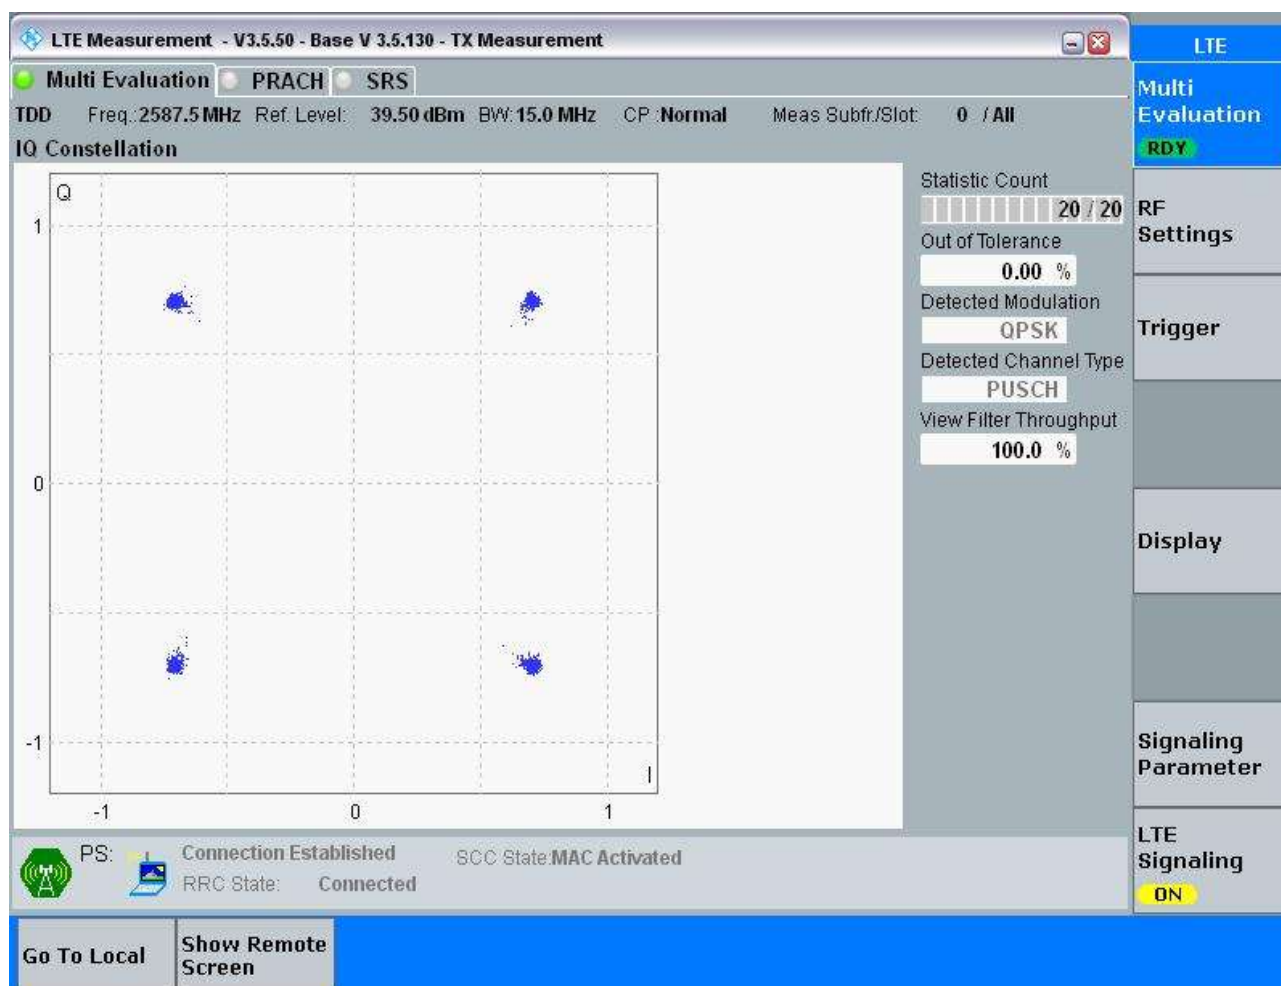 LTE Measurement - V3.5.50 - Base V 3.5.130 - TX Measurement
LTE
Multi Evaluation PRACH SRS
TDD Freq.:2587.5 MHz Ref. Level: 39.50 dBm BW:15.0 MHz CP :Normal Meas Subfr./Slot: 0 / All
IQ Constellation
Q
1
0
-1
I
-1 0 1
Statistic Count
20 / 20
Out of Tolerance
0.00 %
Detected Modulation
QPSK
Detected Channel Type
PUSCH
View Filter Throughput
100.0 %
Multi
Evaluation
RDY
RF
Settings
Trigger
Display
Signaling
Parameter
LTE
Signaling
ON
PS: Connection Established SCC State:MAC Activated
RRC State: Connected
Go To Local
Show Remote
Screen